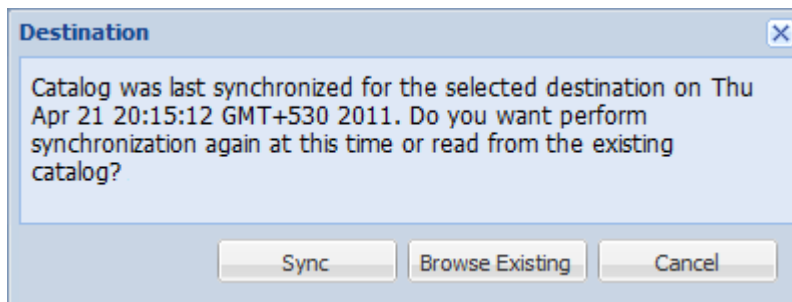 Destination
Catalog was last synchronized for the selected destination on Thu
Apr 21 20:15:12 GMT+530 2011. Do you want perform
synchronization again at this time or read from the existing
catalog?
Sync
Browse Existing
Cancel